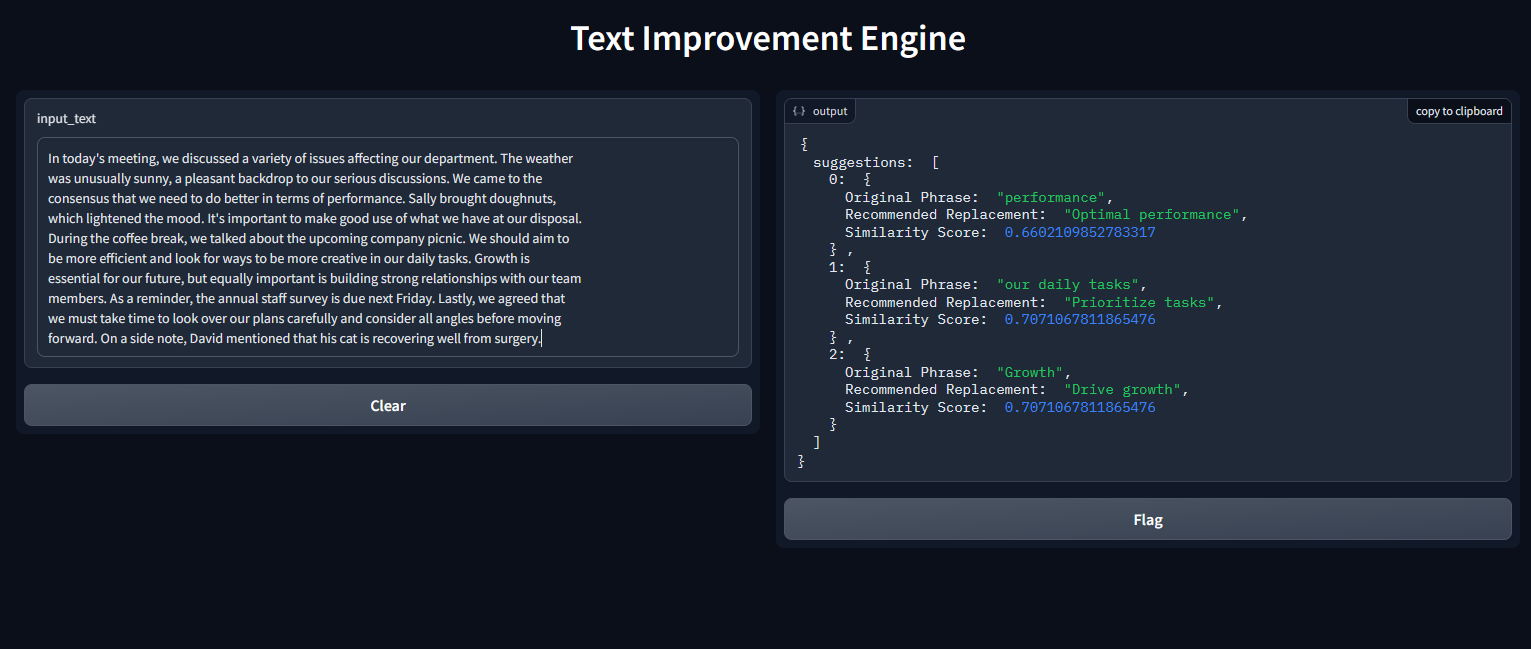 Text Improvement Engine
input_text
In today's meeting, we discussed a variety of issues affecting our department. The weather
was unusually sunny, a pleasant backdrop to our serious discussions. We came to the
consensus that we need to do better in terms of performance. Sally brought doughnuts,
which lightened the mood. It's important to make good use of what we have at our disposal.
During the coffee break, we talked about the upcoming company picnic. We should aim to
be more efficient and look for ways to be more creative in our daily tasks. Growth is
essential for our future, but equally important is building strong relationships with our team
members. As a reminder, the annual staff survey is due next Friday. Lastly, we agreed that
we must take time to look over our plans carefully and consider all angles before moving
forward. On a side note, David mentioned that his cat is recovering well from surgery.
Clear
{} output
copy to clipboard
{
suggestions: [
0: {
Original Phrase: "performance",
Recommended Replacement: "Optimal performance",
Similarity Score: 0.6602109852783317
} ,
1: {
Original Phrase: "our daily tasks",
Recommended Replacement: "Prioritize tasks",
Similarity Score: 0.7071067811865476
} ,
2: {
Original Phrase: "Growth",
Recommended Replacement: "Drive growth",
Similarity Score: 0.7071067811865476
}
]
}
Flag